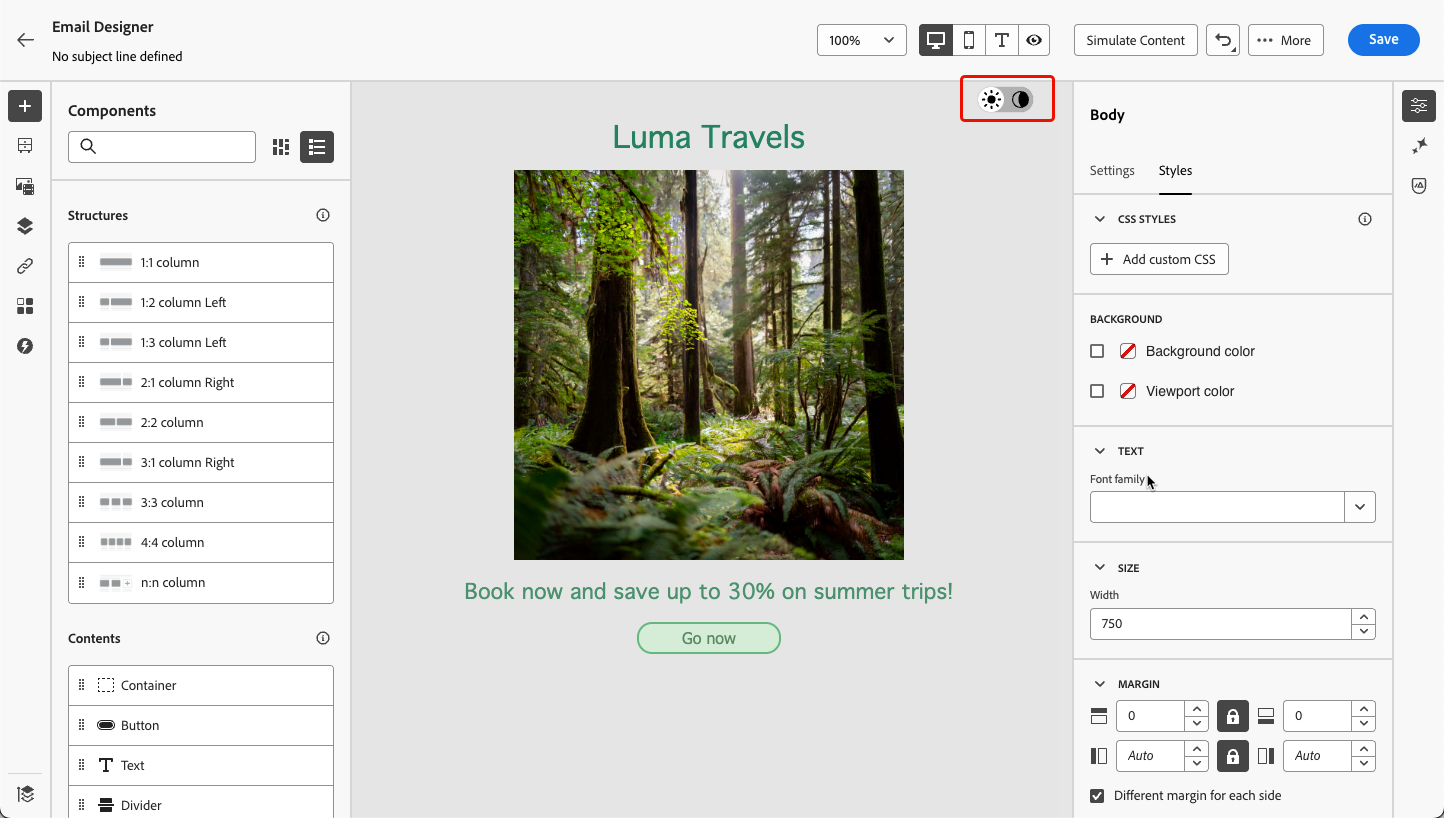 Email Designer
No subject line defined
100%
Simulate Content
More
Save
Components
Structures
1:1 column
1:2 column Left
1:3 column Left
2:1 column Right
2:2 column
3:1 column Right
3:3 column
4:4 column
n:n column
Contents
Container
Button
Text
Divider
Luma Travels
Book now and save up to 30% on summer trips!
Go now
Body
Settings Styles
CSS STYLES
Add custom CSS
BACKGROUND
Background color
Viewport color
TEXT
Font family
SIZE
Width
750
MARGIN
0 0
Auto Auto
Different margin for each side